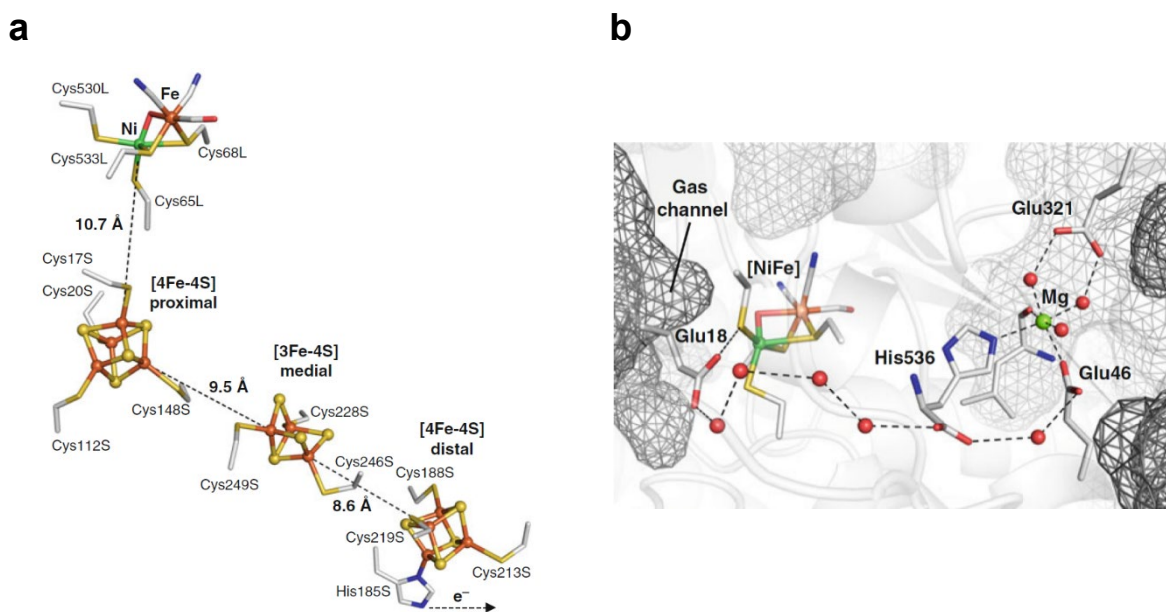 a
Cys530L
Fe
Ni
Cys533L
Cys68L
Cys65L
10.7 Å
Cys17S
Cys20S
[4Fe-4S]
proximal
[3Fe-4S]
medial
9.5 Å
Cys148S
Cys228S
Cys112S
[4Fe-4S]
distal
Cys246S
Cys249S
Cys188S
8.6 Å
Cys219S
Cys213S
His185S
e⁻
b
Gas
channel
Glu321
[NiFe]
Mg
Glu18
His536
Glu46